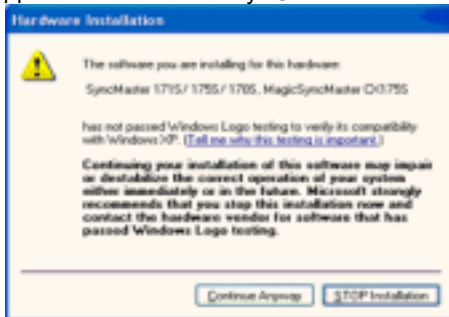 Hardware Installation
The software you are installing for this hardware:
SyncMaster 171S/ 175S/ 170S, MagicSyncMaster CX175S
has not passed Windows Logo testing to verify its compatibility
with Windows XP. (Tell me why this testing is important.)
Continuing your installation of this software may impair
or destabilize the correct operation of your system
either immediately or in the future. Microsoft strongly
recommends that you stop this installation now and
contact the hardware vendor for software that has
passed Windows Logo testing.
Continue Anyway STOP Installation